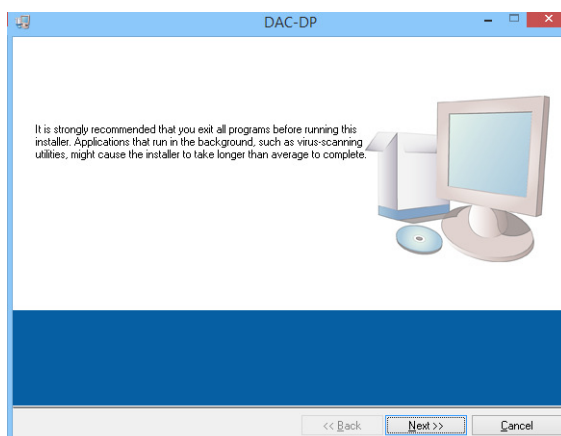 DAC-DP
It is strongly recommended that you exit all programs before running this
installer. Applications that run in the background, such as virus-scanning
utilities, might cause the installer to take longer than average to complete.
<< Back
Next >>
Cancel